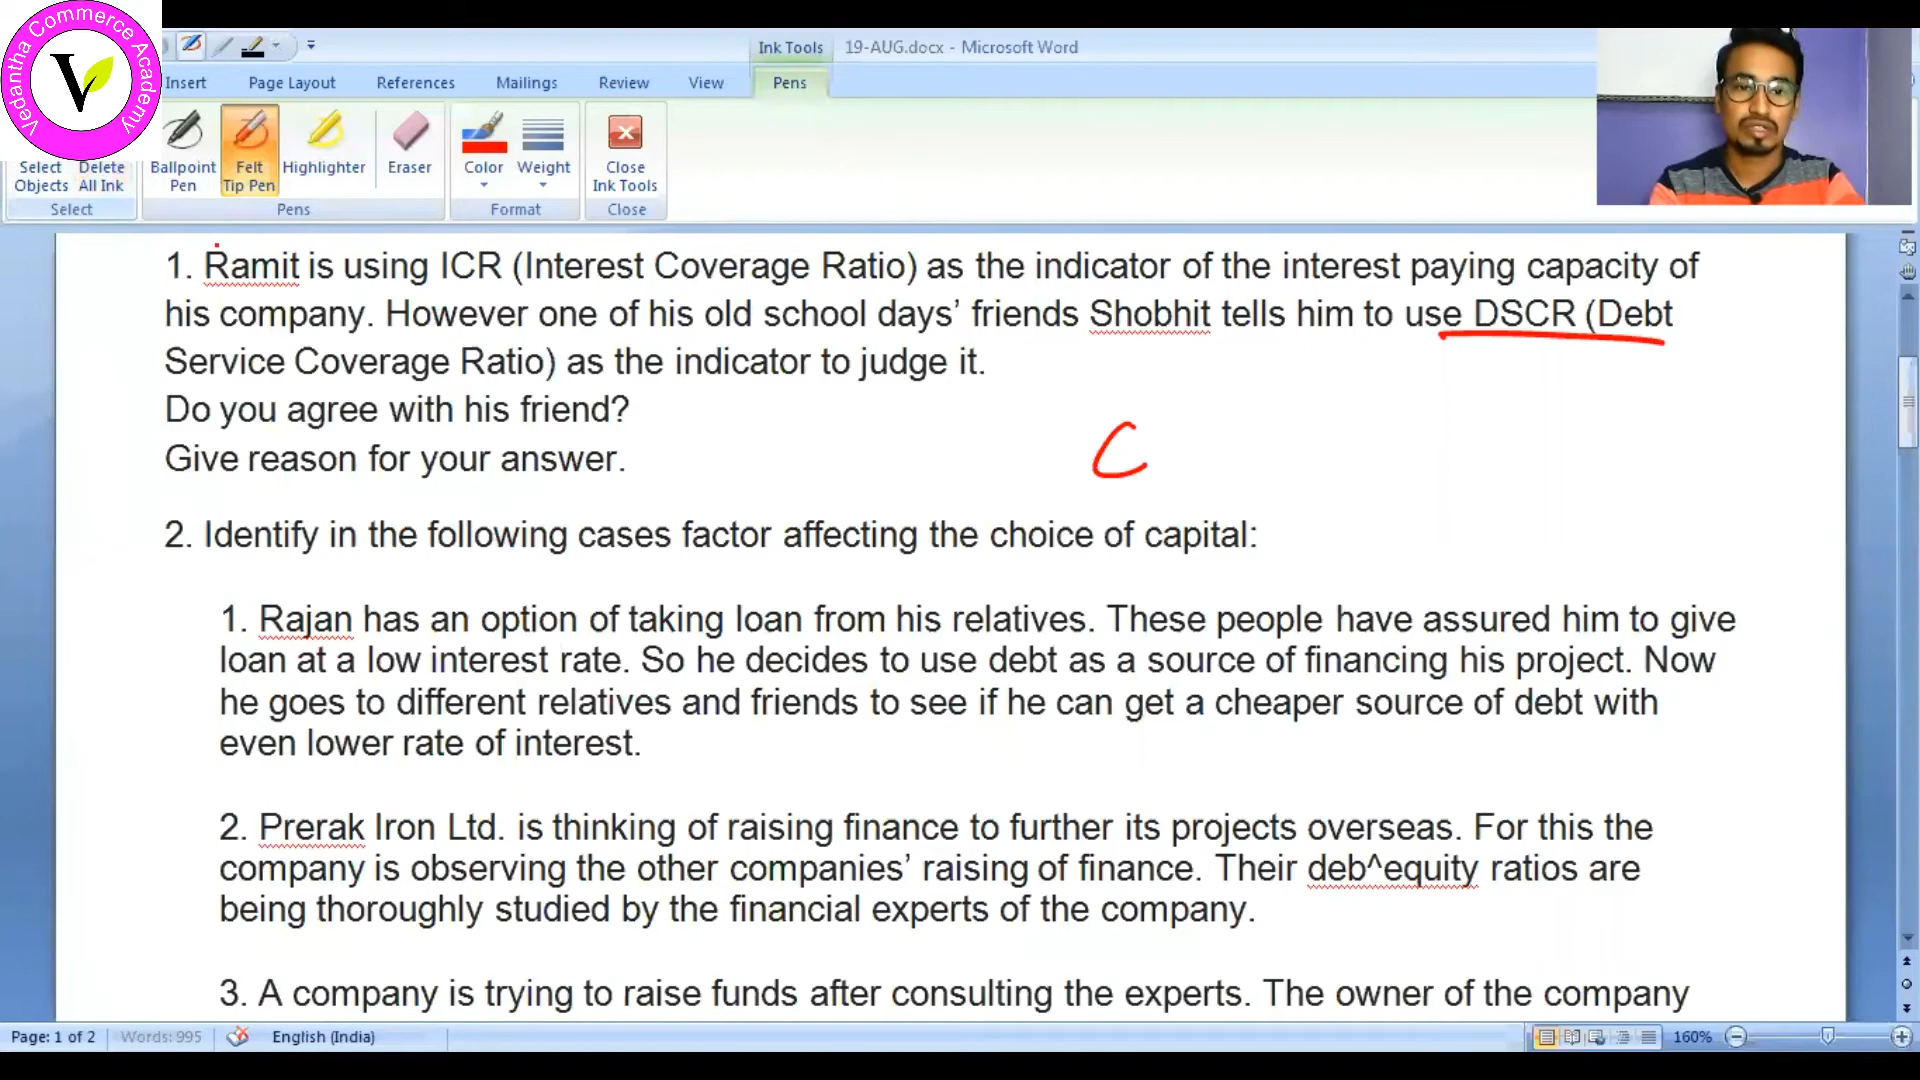 Vedantha Commerce Academy
V
Ink Tools 19-AUG.docx - Microsoft Word
Insert Page Layout References Mailings Review View Pens
Select Objects Delete All Ink Ballpoint Pen Felt Tip Pen Highlighter Eraser Color Weight Close Ink Tools
Select Pens Format Close
1. Ramit is using ICR (Interest Coverage Ratio) as the indicator of the interest paying capacity of
his company. However one of his old school days’ friends Shobhit tells him to use DSCR (Debt
Service Coverage Ratio) as the indicator to judge it.
Do you agree with his friend?
Give reason for your answer.
C
2. Identify in the following cases factor affecting the choice of capital:
1. Rajan has an option of taking loan from his relatives. These people have assured him to give
loan at a low interest rate. So he decides to use debt as a source of financing his project. Now
he goes to different relatives and friends to see if he can get a cheaper source of debt with
even lower rate of interest.
2. Prerak Iron Ltd. is thinking of raising finance to further its projects overseas. For this the
company is observing the other companies’ raising of finance. Their deb^equity ratios are
being thoroughly studied by the financial experts of the company.
3. A company is trying to raise funds after consulting the experts. The owner of the company
Page: 1 of 2 Words: 995 English (India) 160%